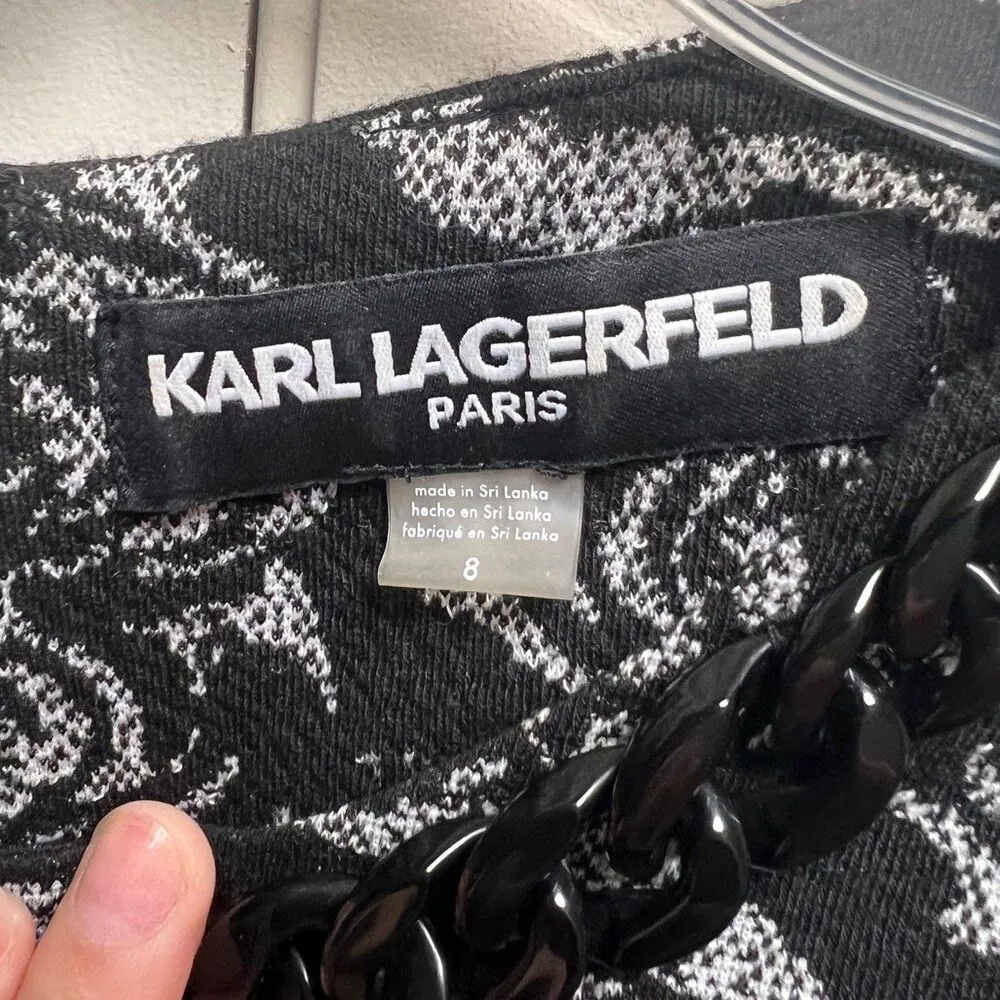 KARL LAGERFELD
PARIS
made in Sri Lanka
hecho en Sri Lanka
fabriqué en Sri Lanka
8